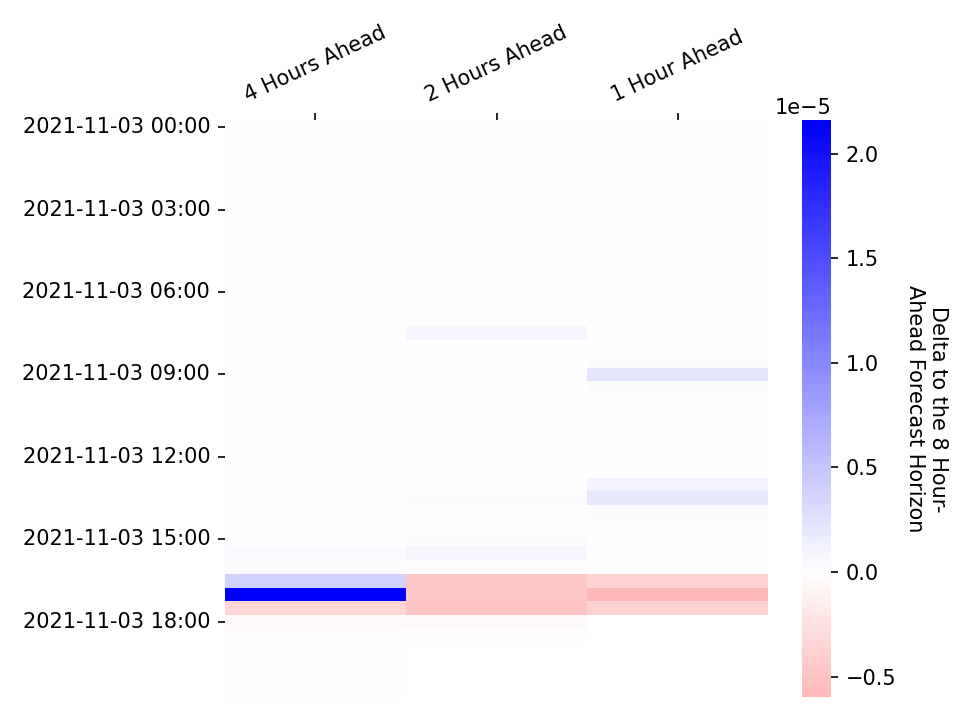 4 Hours Ahead
2 Hours Ahead
1 Hour Ahead
1e−5
2021-11-03 00:00
2021-11-03 03:00
2021-11-03 06:00
2021-11-03 09:00
2021-11-03 12:00
2021-11-03 15:00
2021-11-03 18:00
2.0
1.5
1.0
0.5
0.0
−0.5
Delta to the 8 Hour-
Ahead Forecast Horizon